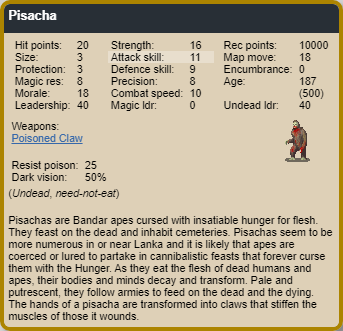 Pisacha
Hit points: 20 Strength: 16 Rec points: 10000
Size: 3 Attack skill: 11 Map move: 18
Protection: 3 Defence skill: 9 Encumbrance: 0
Magic res: 8 Precision: 8 Age: 187
Morale: 18 Combat speed: 10 (500)
Leadership: 40 Magic ldr: 0 Undead ldr: 40
Weapons:
Poisoned Claw
Resist poison: 25
Dark vision: 50%
(Undead, need-not-eat)
Pisachas are Bandar apes cursed with insatiable hunger for flesh.
They feast on the dead and inhabit cemeteries. Pisachas seem to be
more numerous in or near Lanka and it is likely that apes are
coerced or lured to partake in cannibalistic feasts that forever curse
them with the Hunger. As they eat the flesh of dead humans and
apes, their bodies and minds decay and transform. Pale and
putrescent, they follow armies to feed on the dead and the dying.
The hands of a pisacha are transformed into claws that stiffen the
muscles of those it wounds.